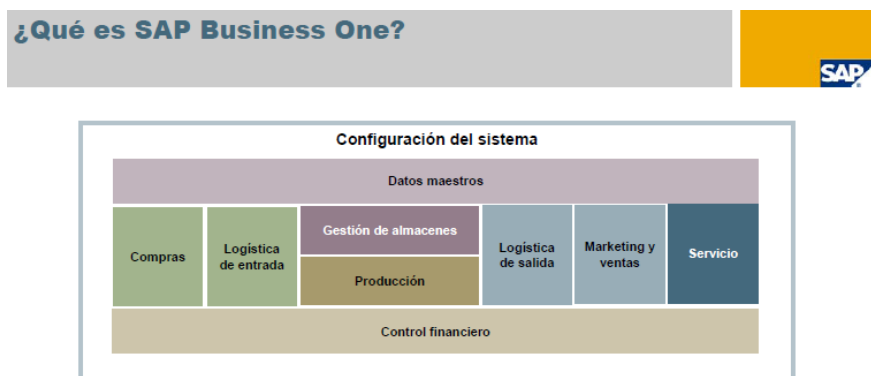 ¿Qué es SAP Business One?
SAP
Configuración del sistema
Datos maestros
Compras
Logística
de entrada
Gestión de almacenes
Producción
Logística
de salida
Marketing y
ventas
Servicio
Control financiero